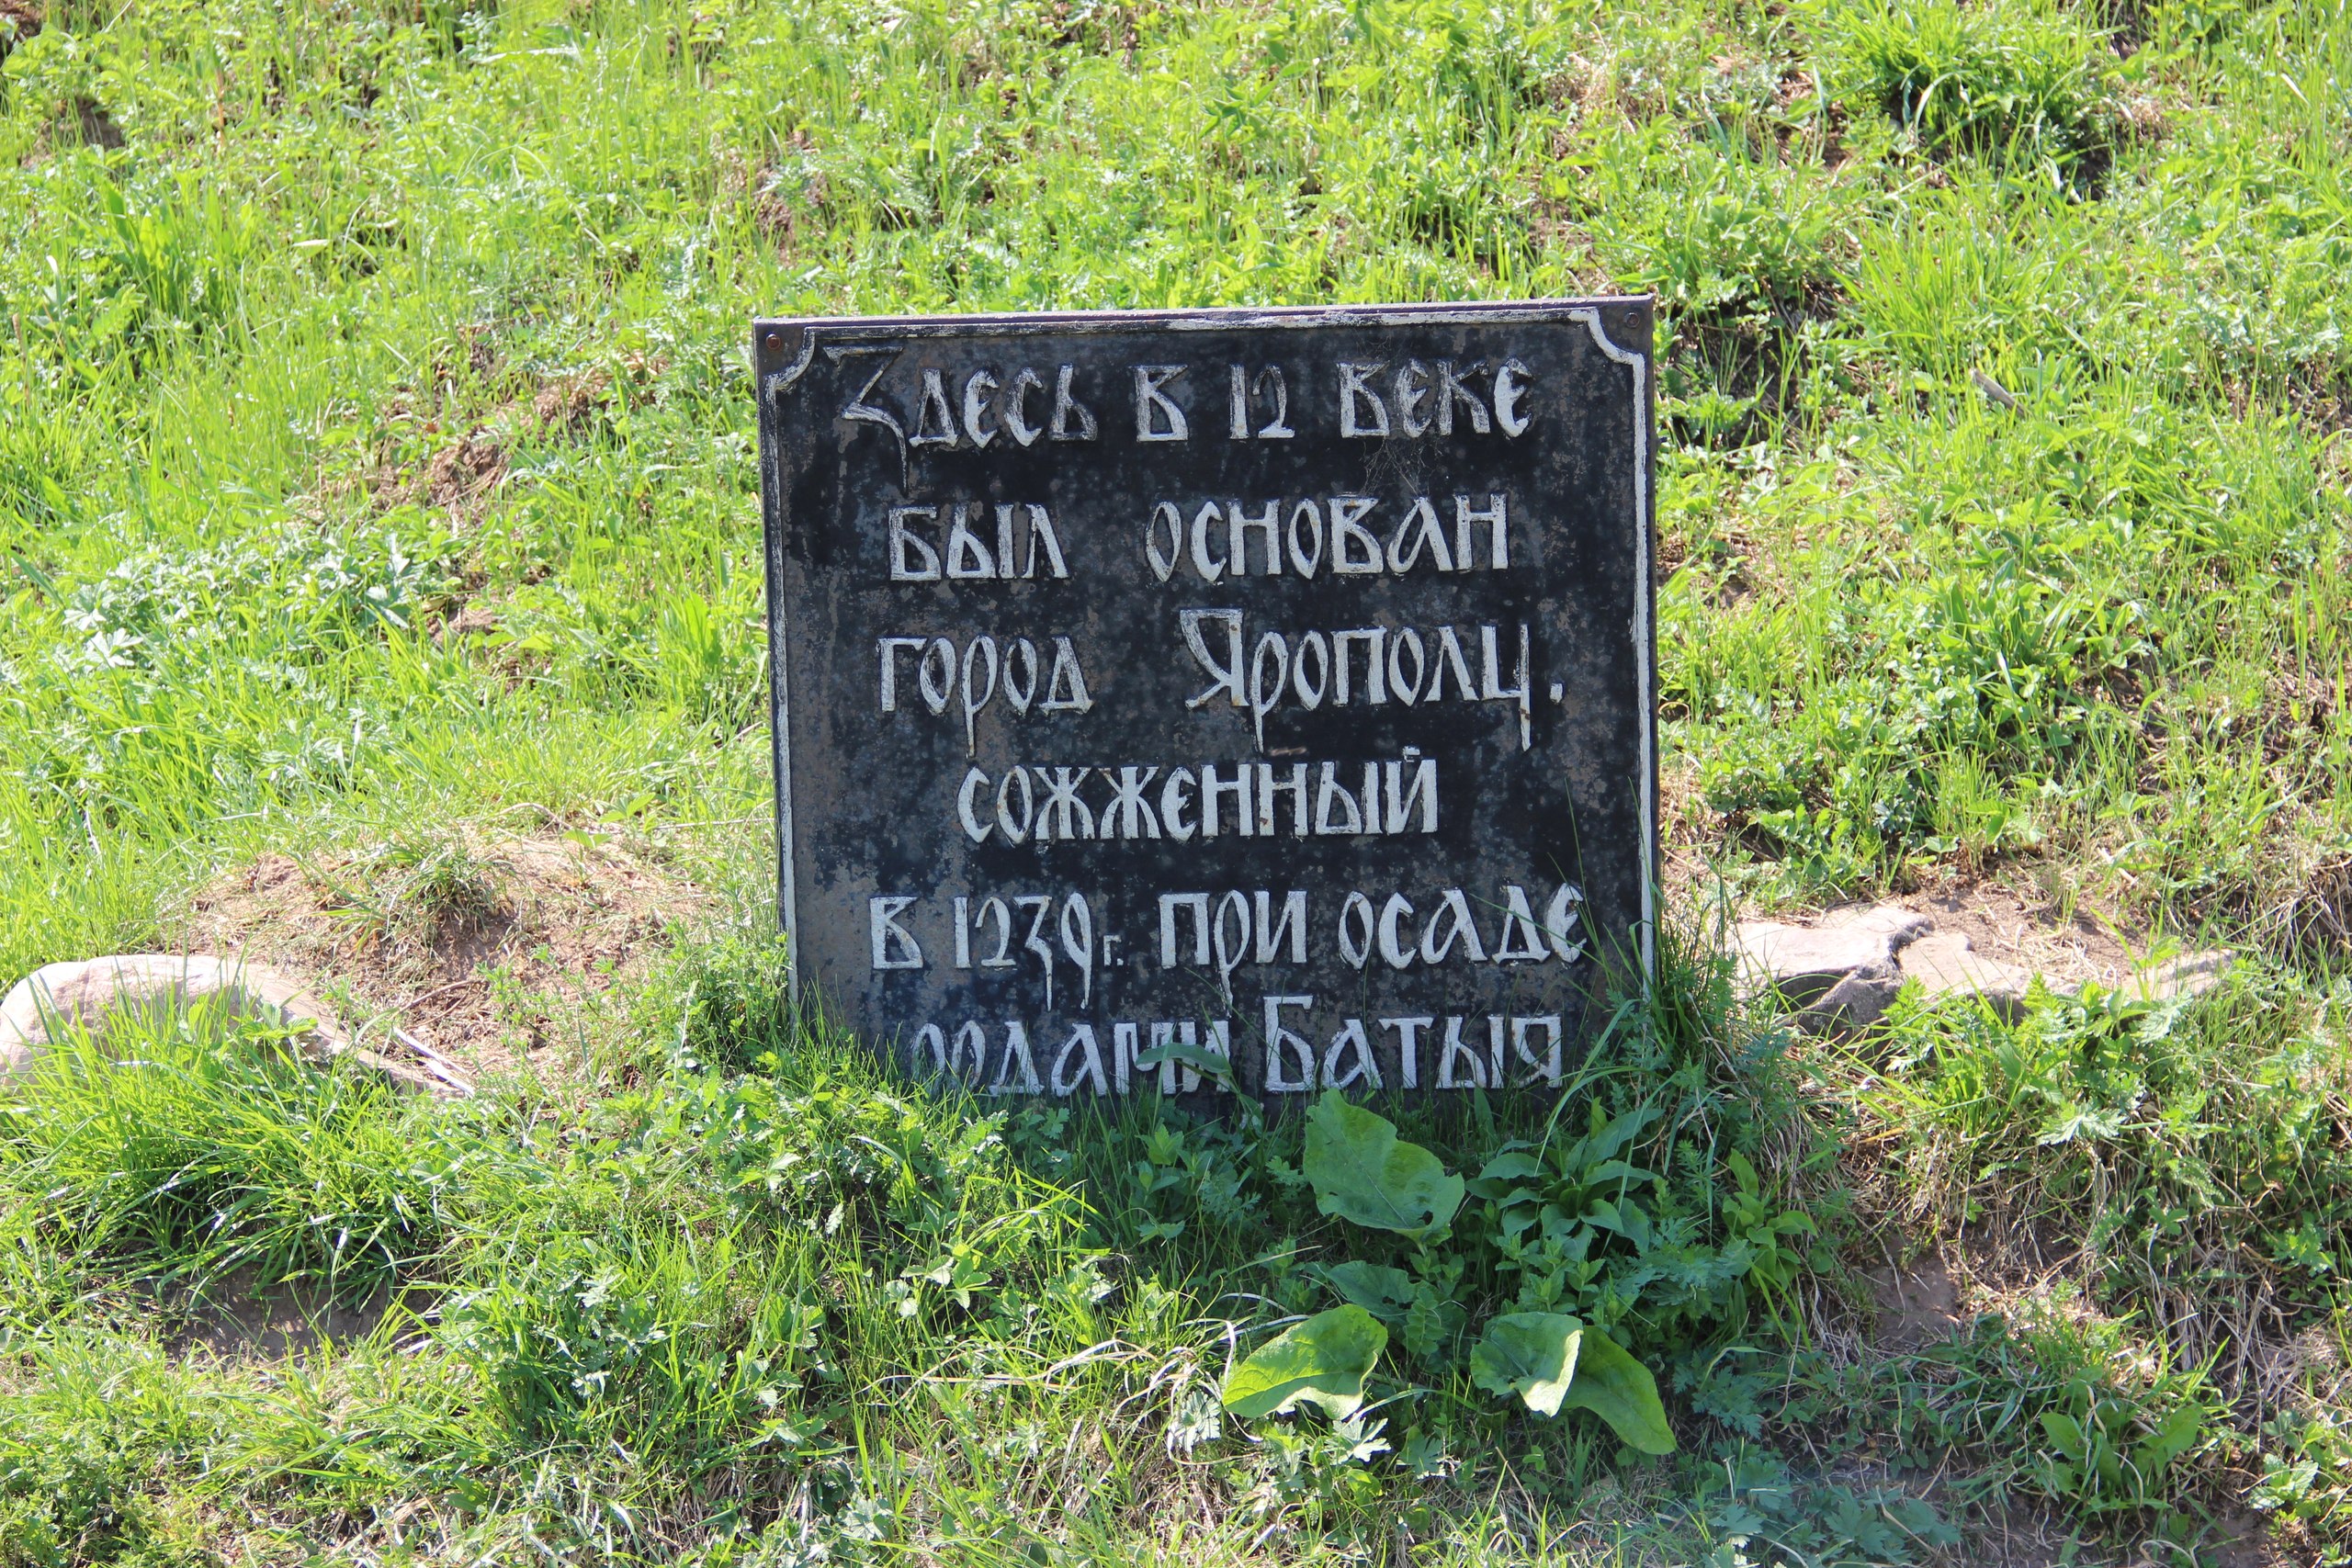 Здесь в 12 веке
был основан
город Ярополч.
сожженный
в 1239г. при осаде
ордами Батыя